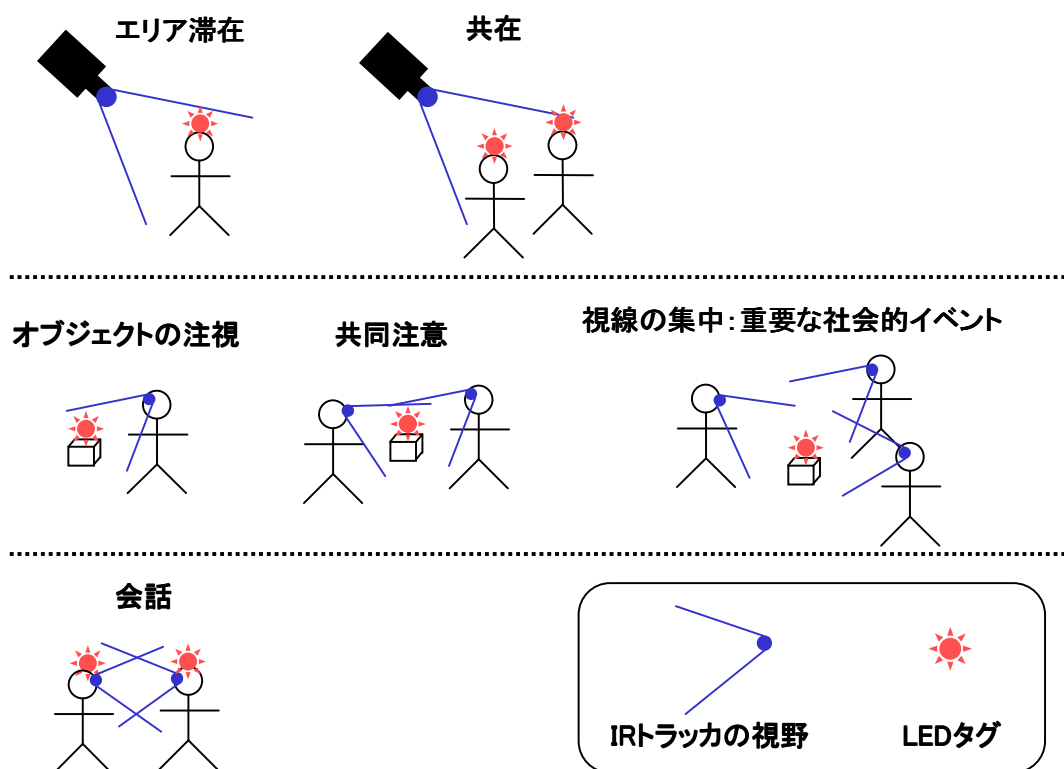 エリア滞在
共在
オブジェクトの注視
共同注意
視線の集中：重要な社会的イベント
会話
IRトラッカの視野
LEDタグ